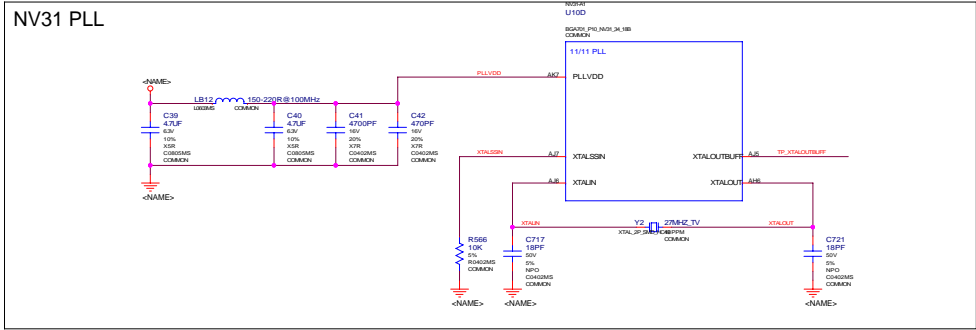 NV31 PLL
NV31-A1
U10D
BGA701_P10_NV31_34_18B
COMMON
11/11 PLL
PLLVDD
AK7
PLLVDD
<NAME>
LB12
150-220R@100MHz
L0603MS
COMMON
C39
4.7UF
6.3V
10%
X5R
C0805MS
COMMON
C40
4.7UF
6.3V
10%
X5R
C0805MS
COMMON
C41
4700PF
16V
20%
X7R
C0402MS
COMMON
C42
470PF
16V
20%
X7R
C0402MS
COMMON
<NAME>
XTALSSIN
AJ7
XTALSSIN
XTALOUTBUFF
AJ5
TP_XTALOUTBUFF
AJ6
XTALIN
XTALOUT
AH6
XTALIN
Y2
27MHZ_TV
XTALOUT
COMMON
R566
10K
5%
R0402MS
COMMON
C717
18PF
50V
5%
NPO
C0402MS
COMMON
C721
18PF
50V
5%
NPO
C0402MS
COMMON
<NAME>
<NAME>
<NAME>